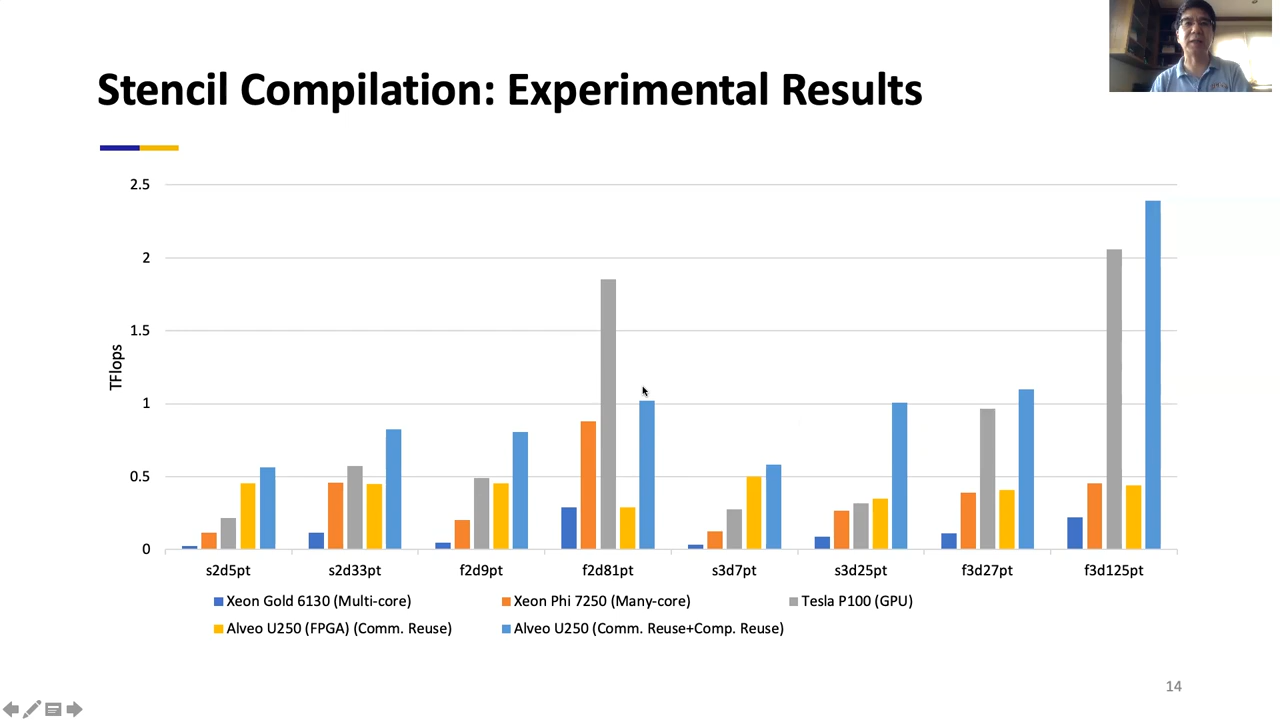 Stencil Compilation: Experimental Results
2.5
2
1.5
1
0.5
0
TFlops
s2d5pt s2d33pt f2d9pt f2d81pt s3d7pt s3d25pt f3d27pt f3d125pt
Xeon Gold 6130 (Multi-core) Xeon Phi 7250 (Many-core) Tesla P100 (GPU)
Alveo U250 (FPGA) (Comm. Reuse) Alveo U250 (Comm. Reuse+Comp. Reuse)
14